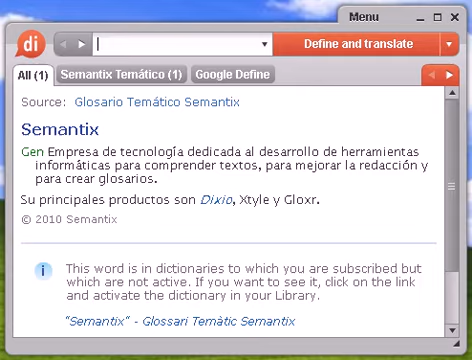 Menu
di
Define and translate
All (1)
Semantix Temático (1)
Google Define
Source: Glosario Temático Semantix
Semantix
Gen Empresa de tecnología dedicada al desarrollo de herramientas
informáticas para comprender textos, para mejorar la redacción y
para crear glosarios.
Su principales productos son Dixio, Xtyle y Gloxr.
© 2010 Semantix
i
This word is in dictionaries to which you are subscribed but
which are not active. If you want to see it, click on the link
and activate the dictionary in your Library.
"Semantix" - Glossari Temàtic Semantix